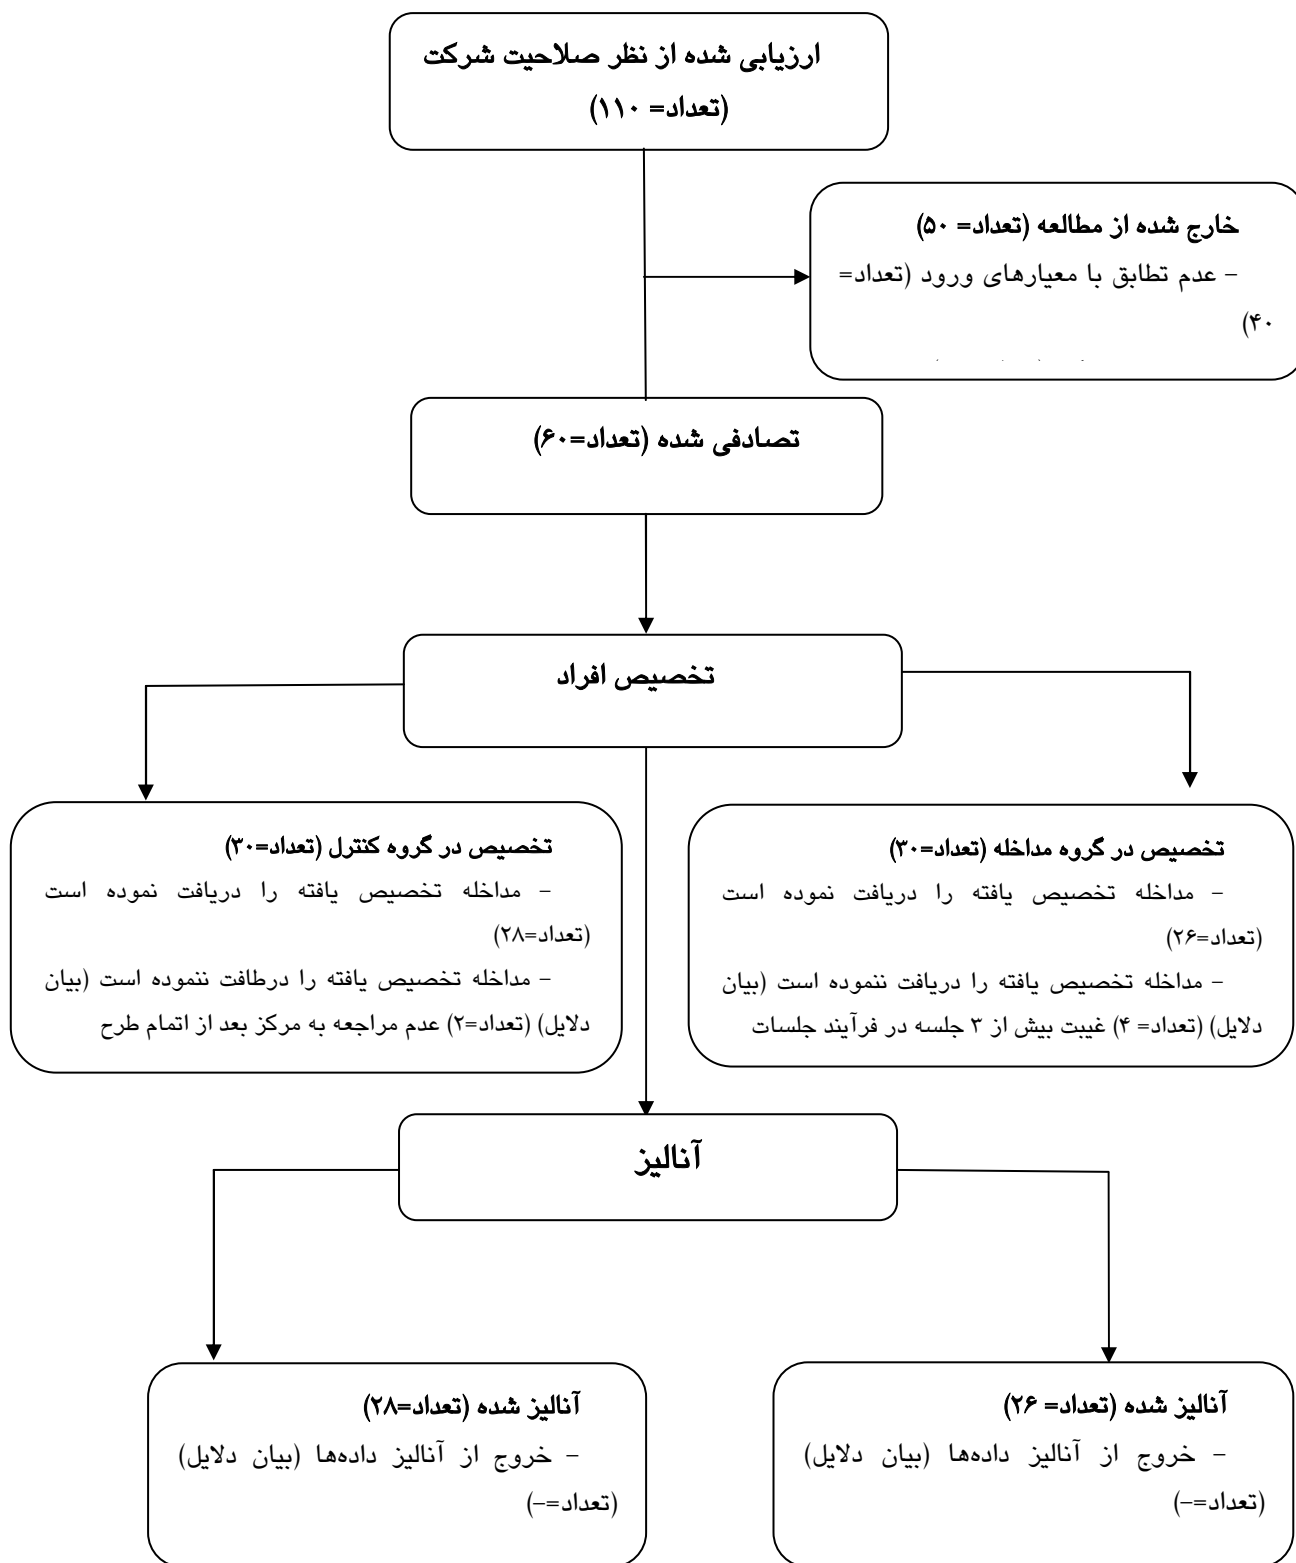 ارزیابی شده از نظر صلاحیت شرکت
(تعداد= ۱۱۰)
خارج شده از مطالعه (تعداد= ۵۰)
– عدم تطابق با معیارهای ورود (تعداد=
۴۰)
تصادفی شده (تعداد=۶۰)
تخصیص افراد
تخصیص در گروه مداخله (تعداد=۳۰)
– مداخله تخصیص یافته را دریافت نموده است
(تعداد=۲۶)
– مداخله تخصیص یافته را دریافت ننموده است (بیان
دلایل) (تعداد= ۴) غیبت بیش از ۳ جلسه در فرآیند جلسات
تخصیص در گروه کنترل (تعداد=۳۰)
– مداخله تخصیص یافته را دریافت نموده است
(تعداد=۲۸)
– مداخله تخصیص یافته را درطافت ننموده است (بیان
دلایل) (تعداد=۲) عدم مراجعه به مرکز بعد از اتمام طرح
آنالیز
آنالیز شده (تعداد= ۲۶)
– خروج از آنالیز داده‌ها (بیان دلایل)
(تعداد=–)
آنالیز شده (تعداد=۲۸)
– خروج از آنالیز داده‌ها (بیان دلایل)
(تعداد=–)